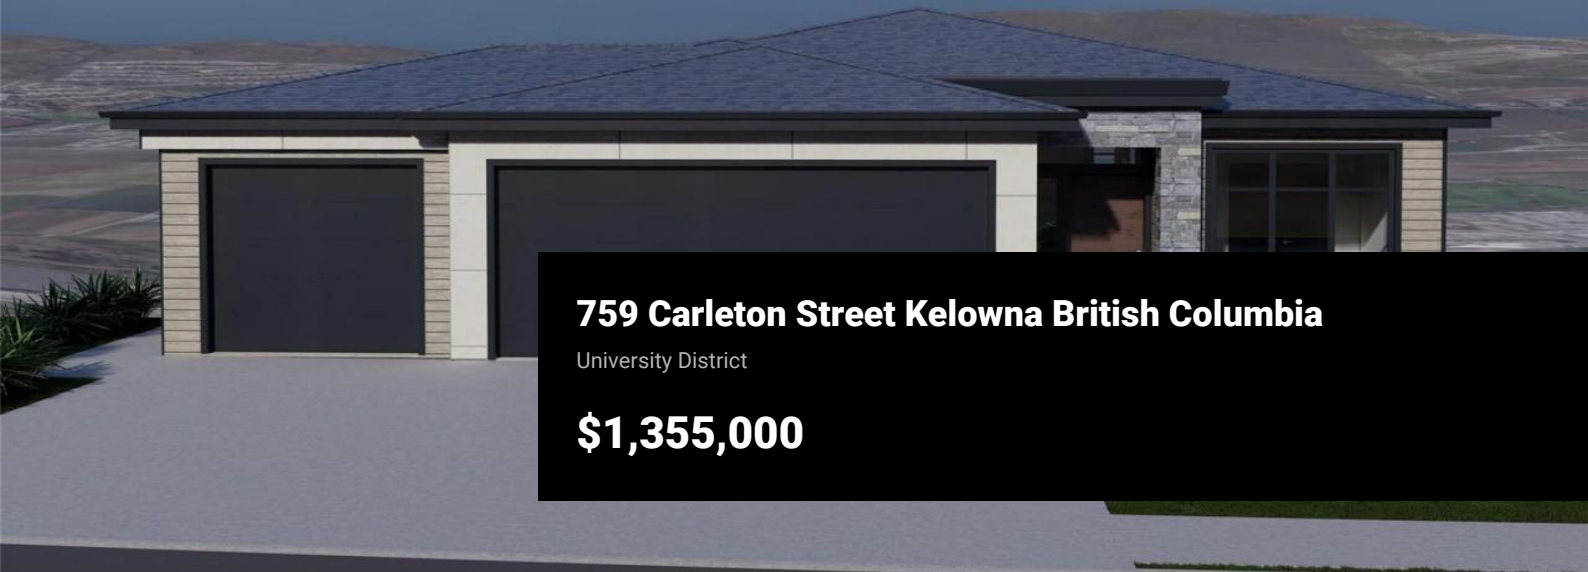 759 Carleton Street Kelowna British Columbia
University District
$1,355,000